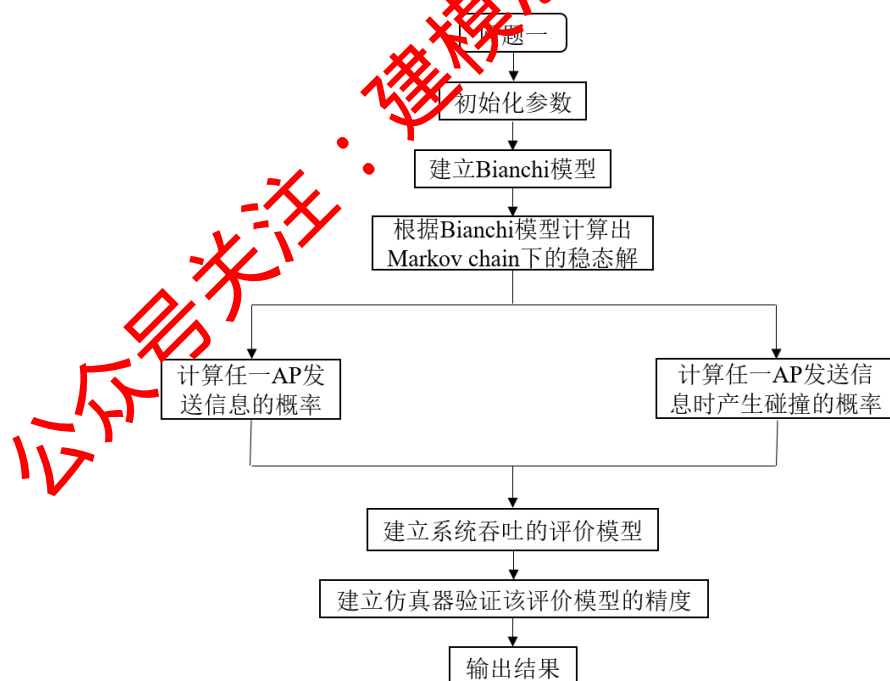 题一
初始化参数
建立Bianchi模型
根据Bianchi模型计算出
Markov chain下的稳态解
计算任一AP发
送信息的概率
计算任一AP发送信
息时产生碰撞的概率
建立系统吞吐的评价模型
建立仿真器验证该评价模型的精度
输出结果
公众号关注：建模